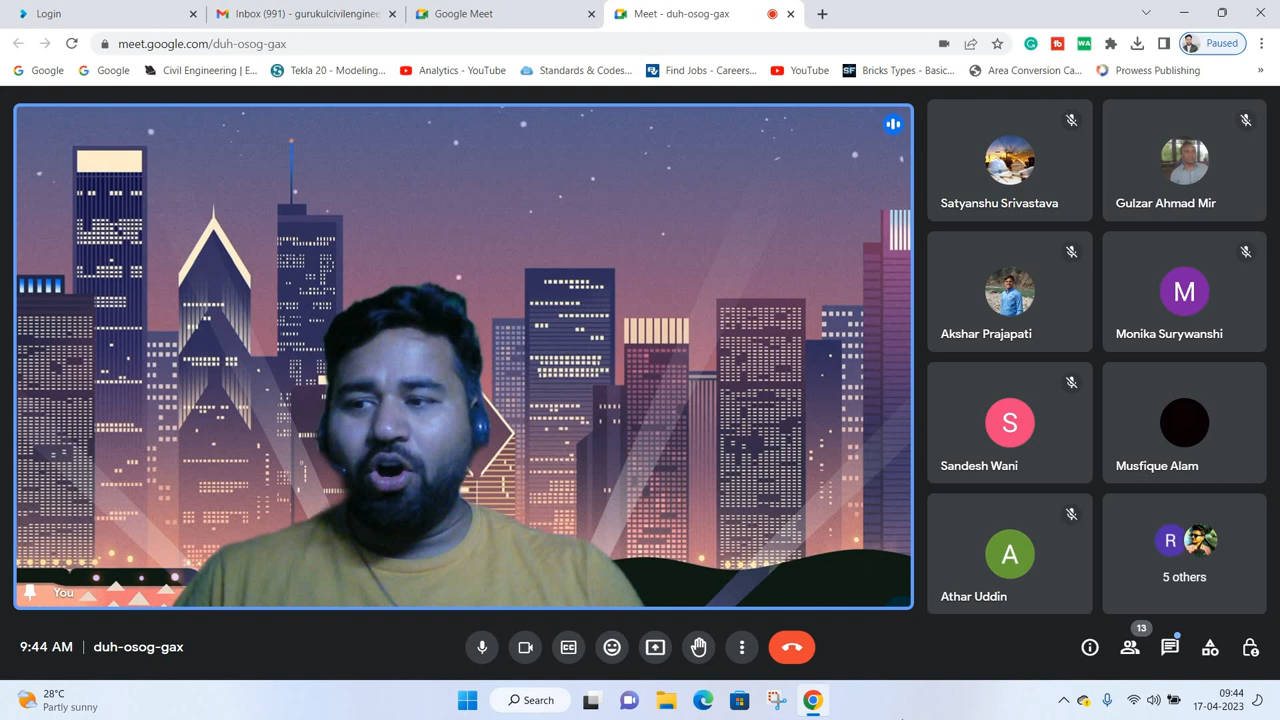 Login
Inbox (991) - gurukulcivilenginee
Google Meet
Meet - duh-osog-gax
meet.google.com/duh-osog-gax
Paused
Google
Google
Civil Engineering | E...
Tekla 20 - Modeling...
Analytics - YouTube
Standards & Codes...
Find Jobs - Careers...
YouTube
Bricks Types - Basic...
Area Conversion Ca...
Prowess Publishing
»
Satyanshu Srivastava
Gulzar Ahmad Mir
Akshar Prajapati
M
Monika Surywanshi
S
Sandesh Wani
Musfique Alam
A
Athar Uddin
R
5 others
You
9:44 AM | duh-osog-gax
CC
13
28°C
Partly sunny
Search
09:44
17-04-2023